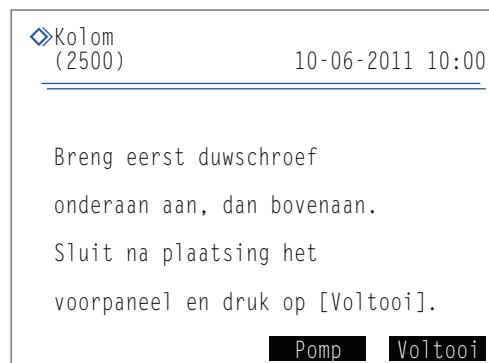 Kolom
(2500) 10-06-2011 10:00
Breng eerst duwschroef
onderaan aan, dan bovenaan.
Sluit na plaatsing het
voorpaneel en druk op [Voltooi].
Pomp Voltooi